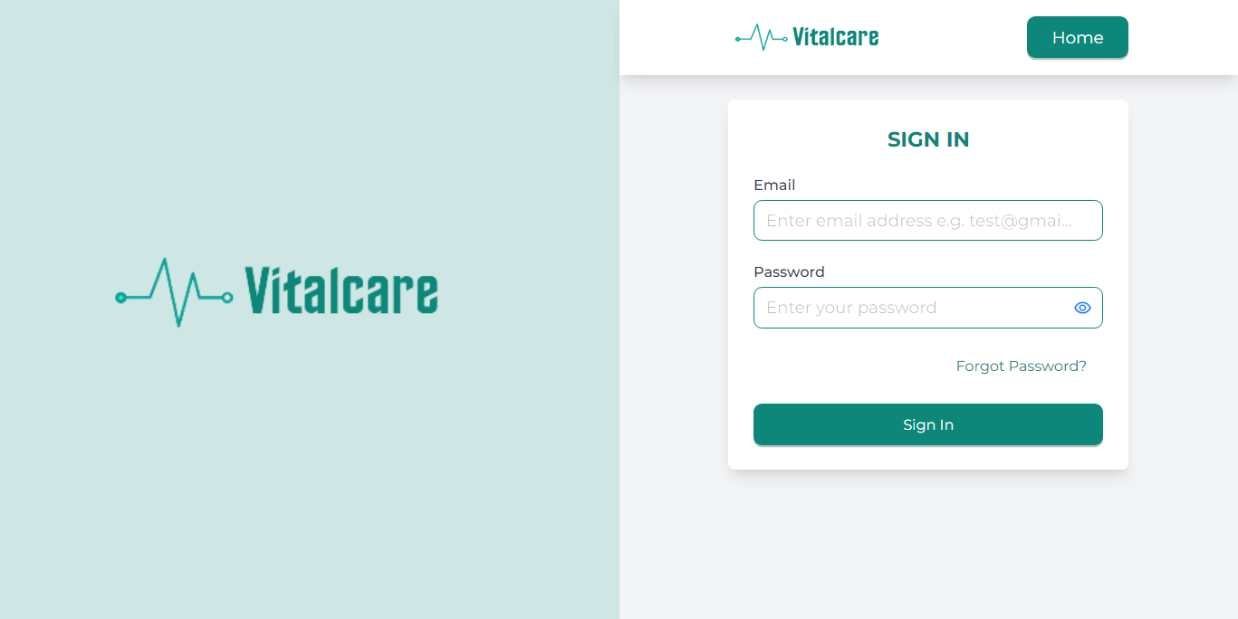 Vitalcare
Vitalcare
Home
SIGN IN
Email
Enter email address e.g. test@gmai...
Password
Enter your password
Forgot Password?
Sign In